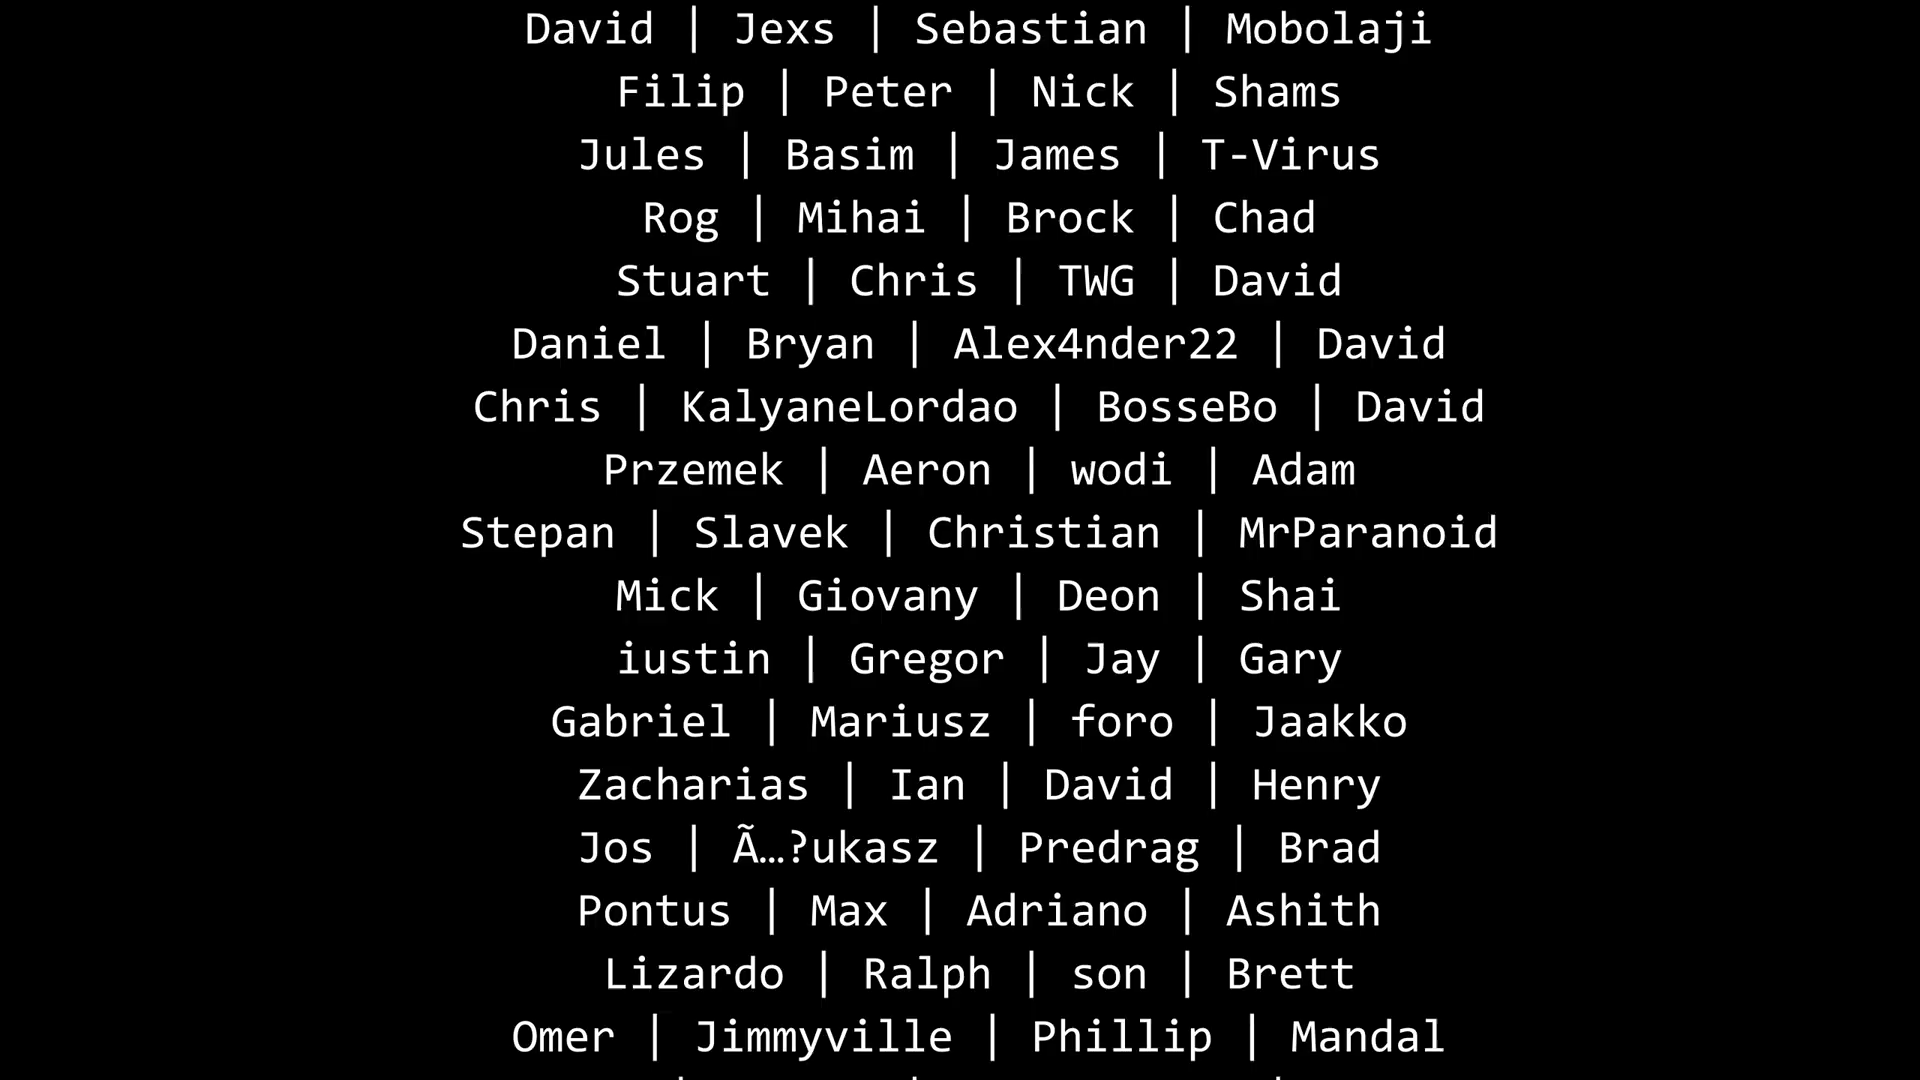 David | Jexs | Sebastian | Mobolaji
Filip | Peter | Nick | Shams
Jules | Basim | James | T-Virus
Rog | Mihai | Brock | Chad
Stuart | Chris | TWG | David
Daniel | Bryan | Alex4nder22 | David
Chris | KalyaneLordao | BosseBo | David
Przemek | Aeron | wodi | Adam
Stepan | Slavek | Christian | MrParanoid
Mick | Giovany | Deon | Shai
iustin | Gregor | Jay | Gary
Gabriel | Mariusz | foro | Jaakko
Zacharias | Ian | David | Henry
Jos | Ã…?ukasz | Predrag | Brad
Pontus | Max | Adriano | Ashith
Lizardo | Ralph | son | Brett
Omer | Jimmyville | Phillip | Mandal